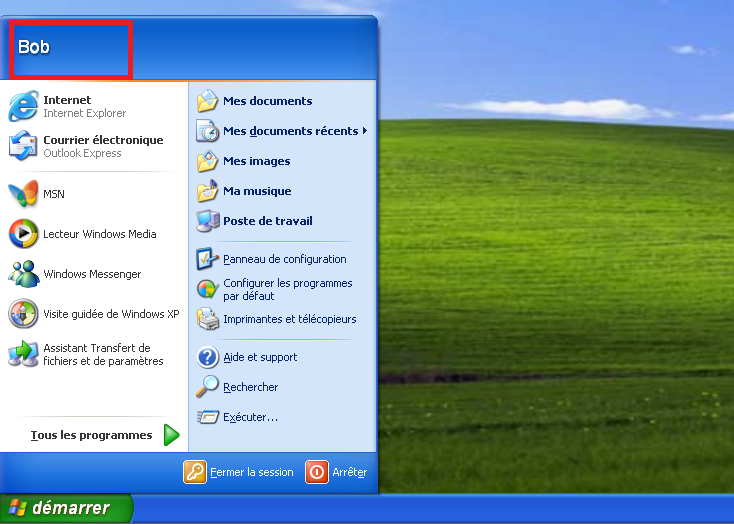 Bob
Internet
Internet Explorer
Courrier électronique
Outlook Express
MSN
Lecteur Windows Media
Windows Messenger
Visite guidée de Windows XP
Assistant Transfert de
fichiers et de paramètres
Tous les programmes
Mes documents
Mes documents récents
Mes images
Ma musique
Poste de travail
Panneau de configuration
Configurer les programmes
par défaut
Imprimantes et télécopieurs
Aide et support
Rechercher
Exécuter...
Fermer la session
Arrêter
démarrer